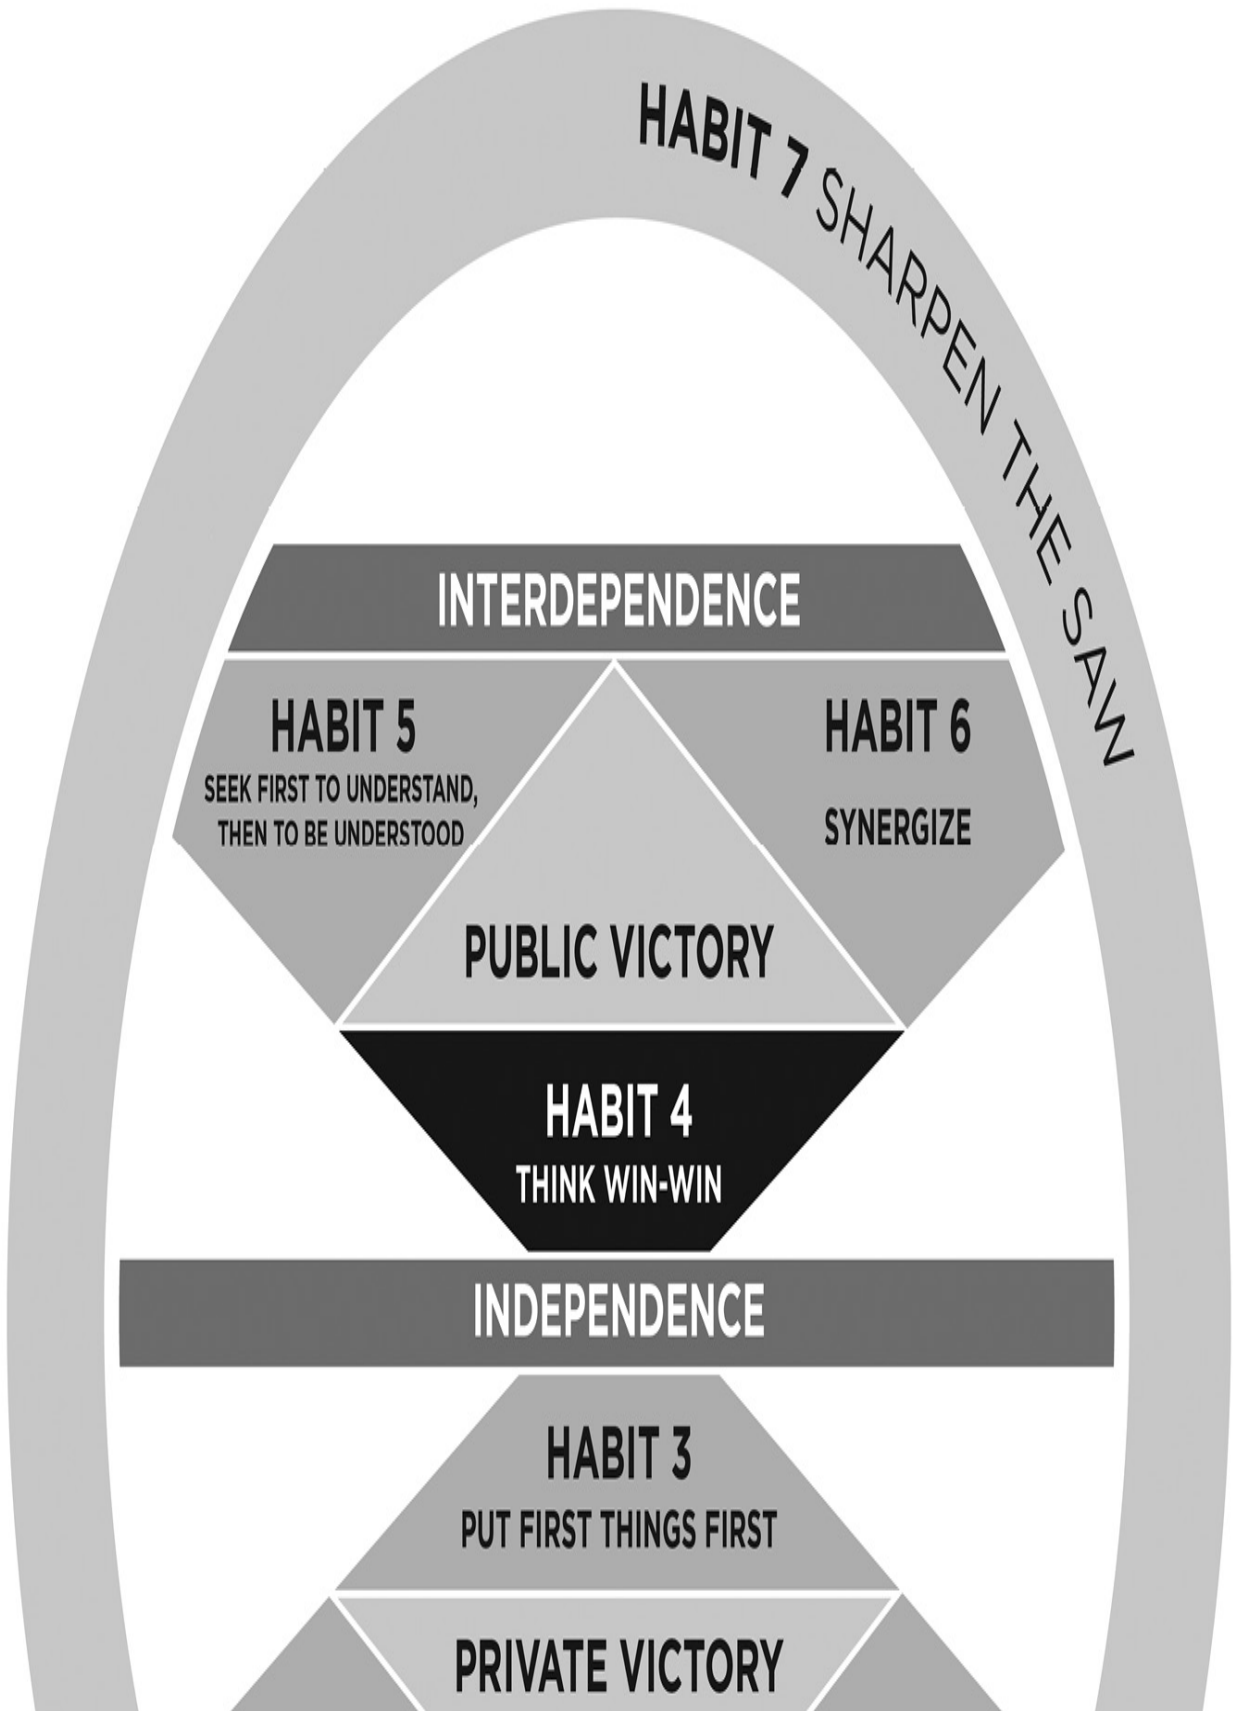 HABIT 7 SHARPEN THE SAW
INTERDEPENDENCE
HABIT 5
SEEK FIRST TO UNDERSTAND,
THEN TO BE UNDERSTOOD
HABIT 6
SYNERGIZE
PUBLIC VICTORY
HABIT 4
THINK WIN-WIN
INDEPENDENCE
HABIT 3
PUT FIRST THINGS FIRST
PRIVATE VICTORY